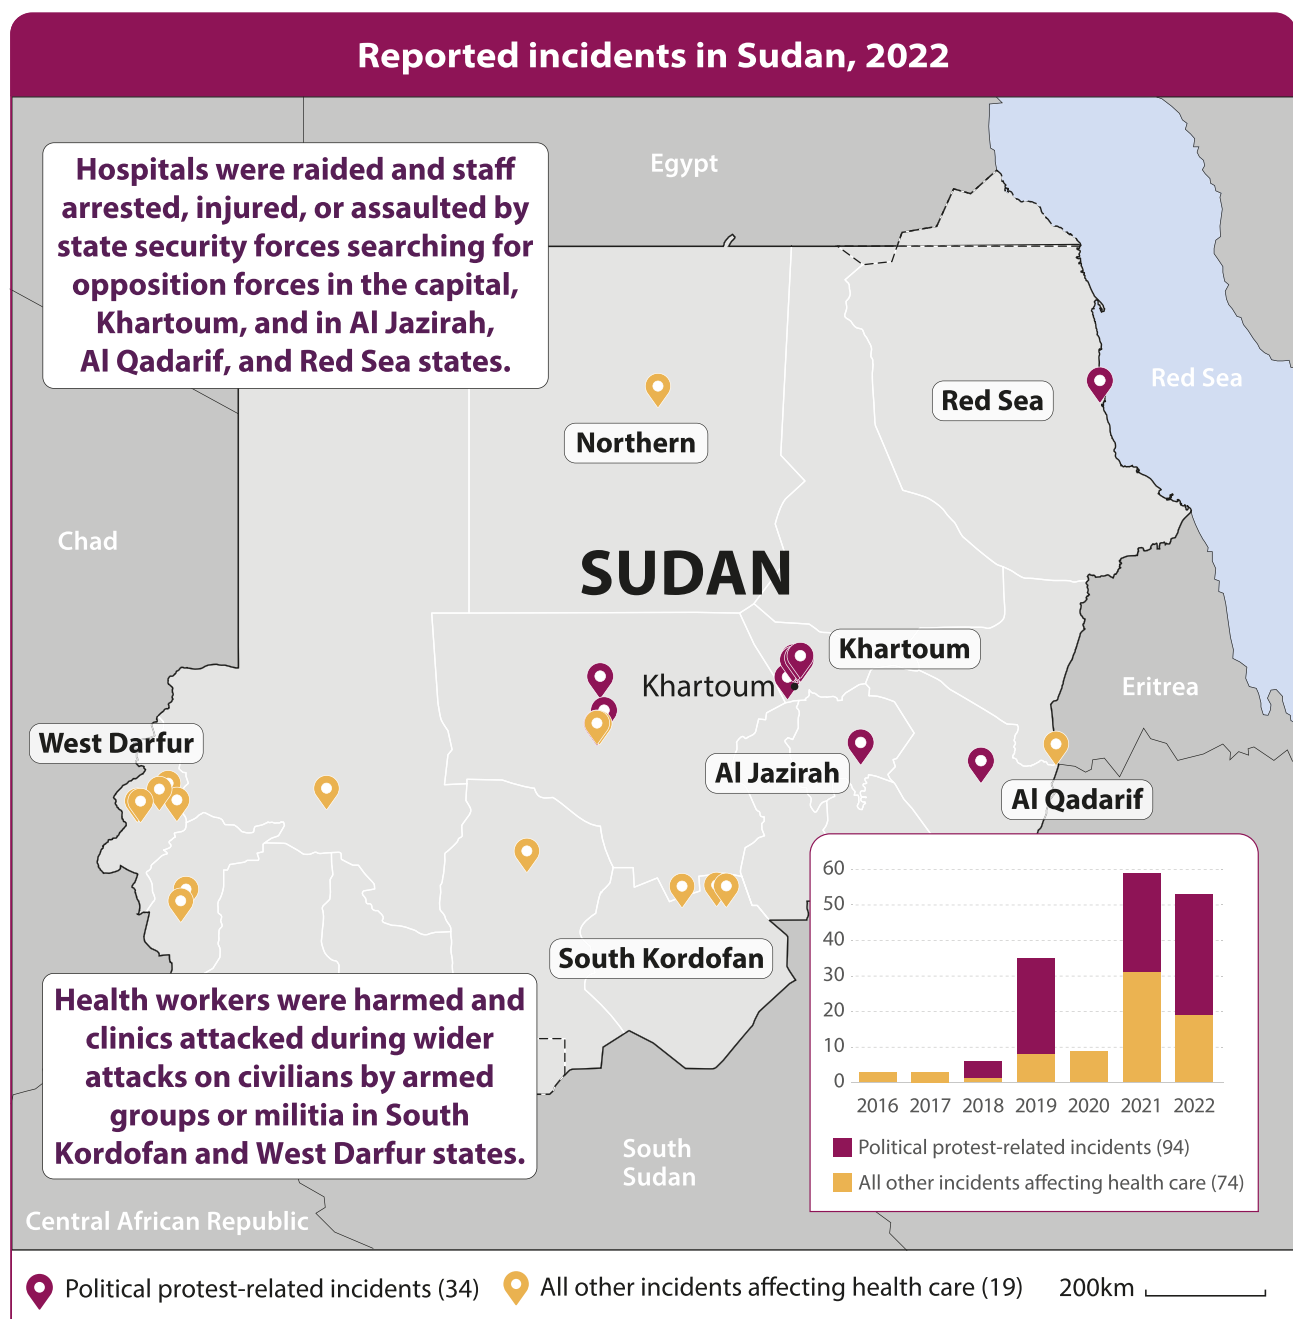 Reported incidents in Sudan, 2022
Hospitals were raided and staff
arrested, injured, or assaulted by
state security forces searching for
opposition forces in the capital,
Khartoum, and in Al Jazirah,
Al Qadarif, and Red Sea states.
Egypt
Red Sea
Red Sea
Northern
Chad
SUDAN
Khartoum
Khartoum
Eritrea
West Darfur
Al Jazirah
Al Qadarif
South Kordofan
Health workers were harmed and
clinics attacked during wider
attacks on civilians by armed
groups or militia in South
Kordofan and West Darfur states.
South
Sudan
Central African Republic
60
50
40
30
20
10
0
2016 2017 2018 2019 2020 2021 2022
Political protest-related incidents (94)
All other incidents affecting health care (74)
Political protest-related incidents (34)
All other incidents affecting health care (19)
200km